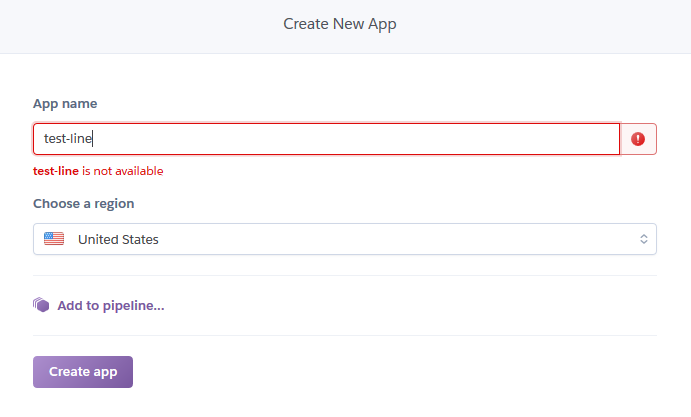 Create New App
App name
test-line
test-line is not available
Choose a region
United States
Add to pipeline...
Create app